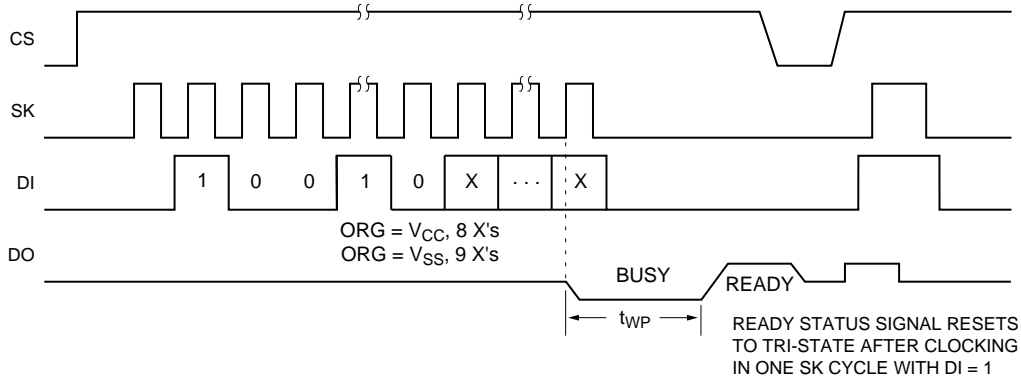 CS
SK
DI
1 0 0 1 0 X · · · X
ORG = VCC, 8 X's
ORG = VSS, 9 X's
DO
BUSY
READY
tWP
READY STATUS SIGNAL RESETS
TO TRI-STATE AFTER CLOCKING
IN ONE SK CYCLE WITH DI = 1